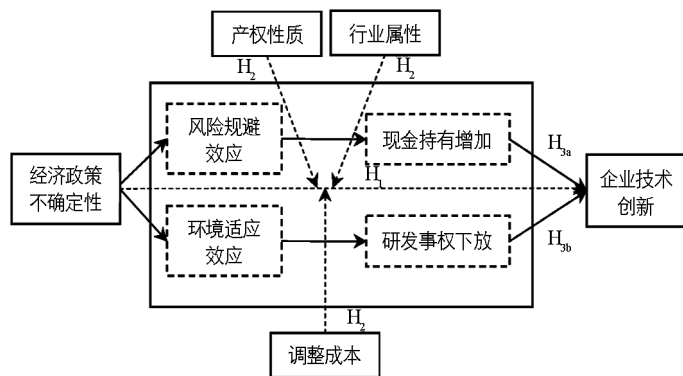 产权性质
行业属性
H2
H2
风险规避
效应
现金持有增加
H3a
经济政策
不确定性
H1
企业技术
创新
环境适应
效应
研发事权下放
H3b
H2
调整成本